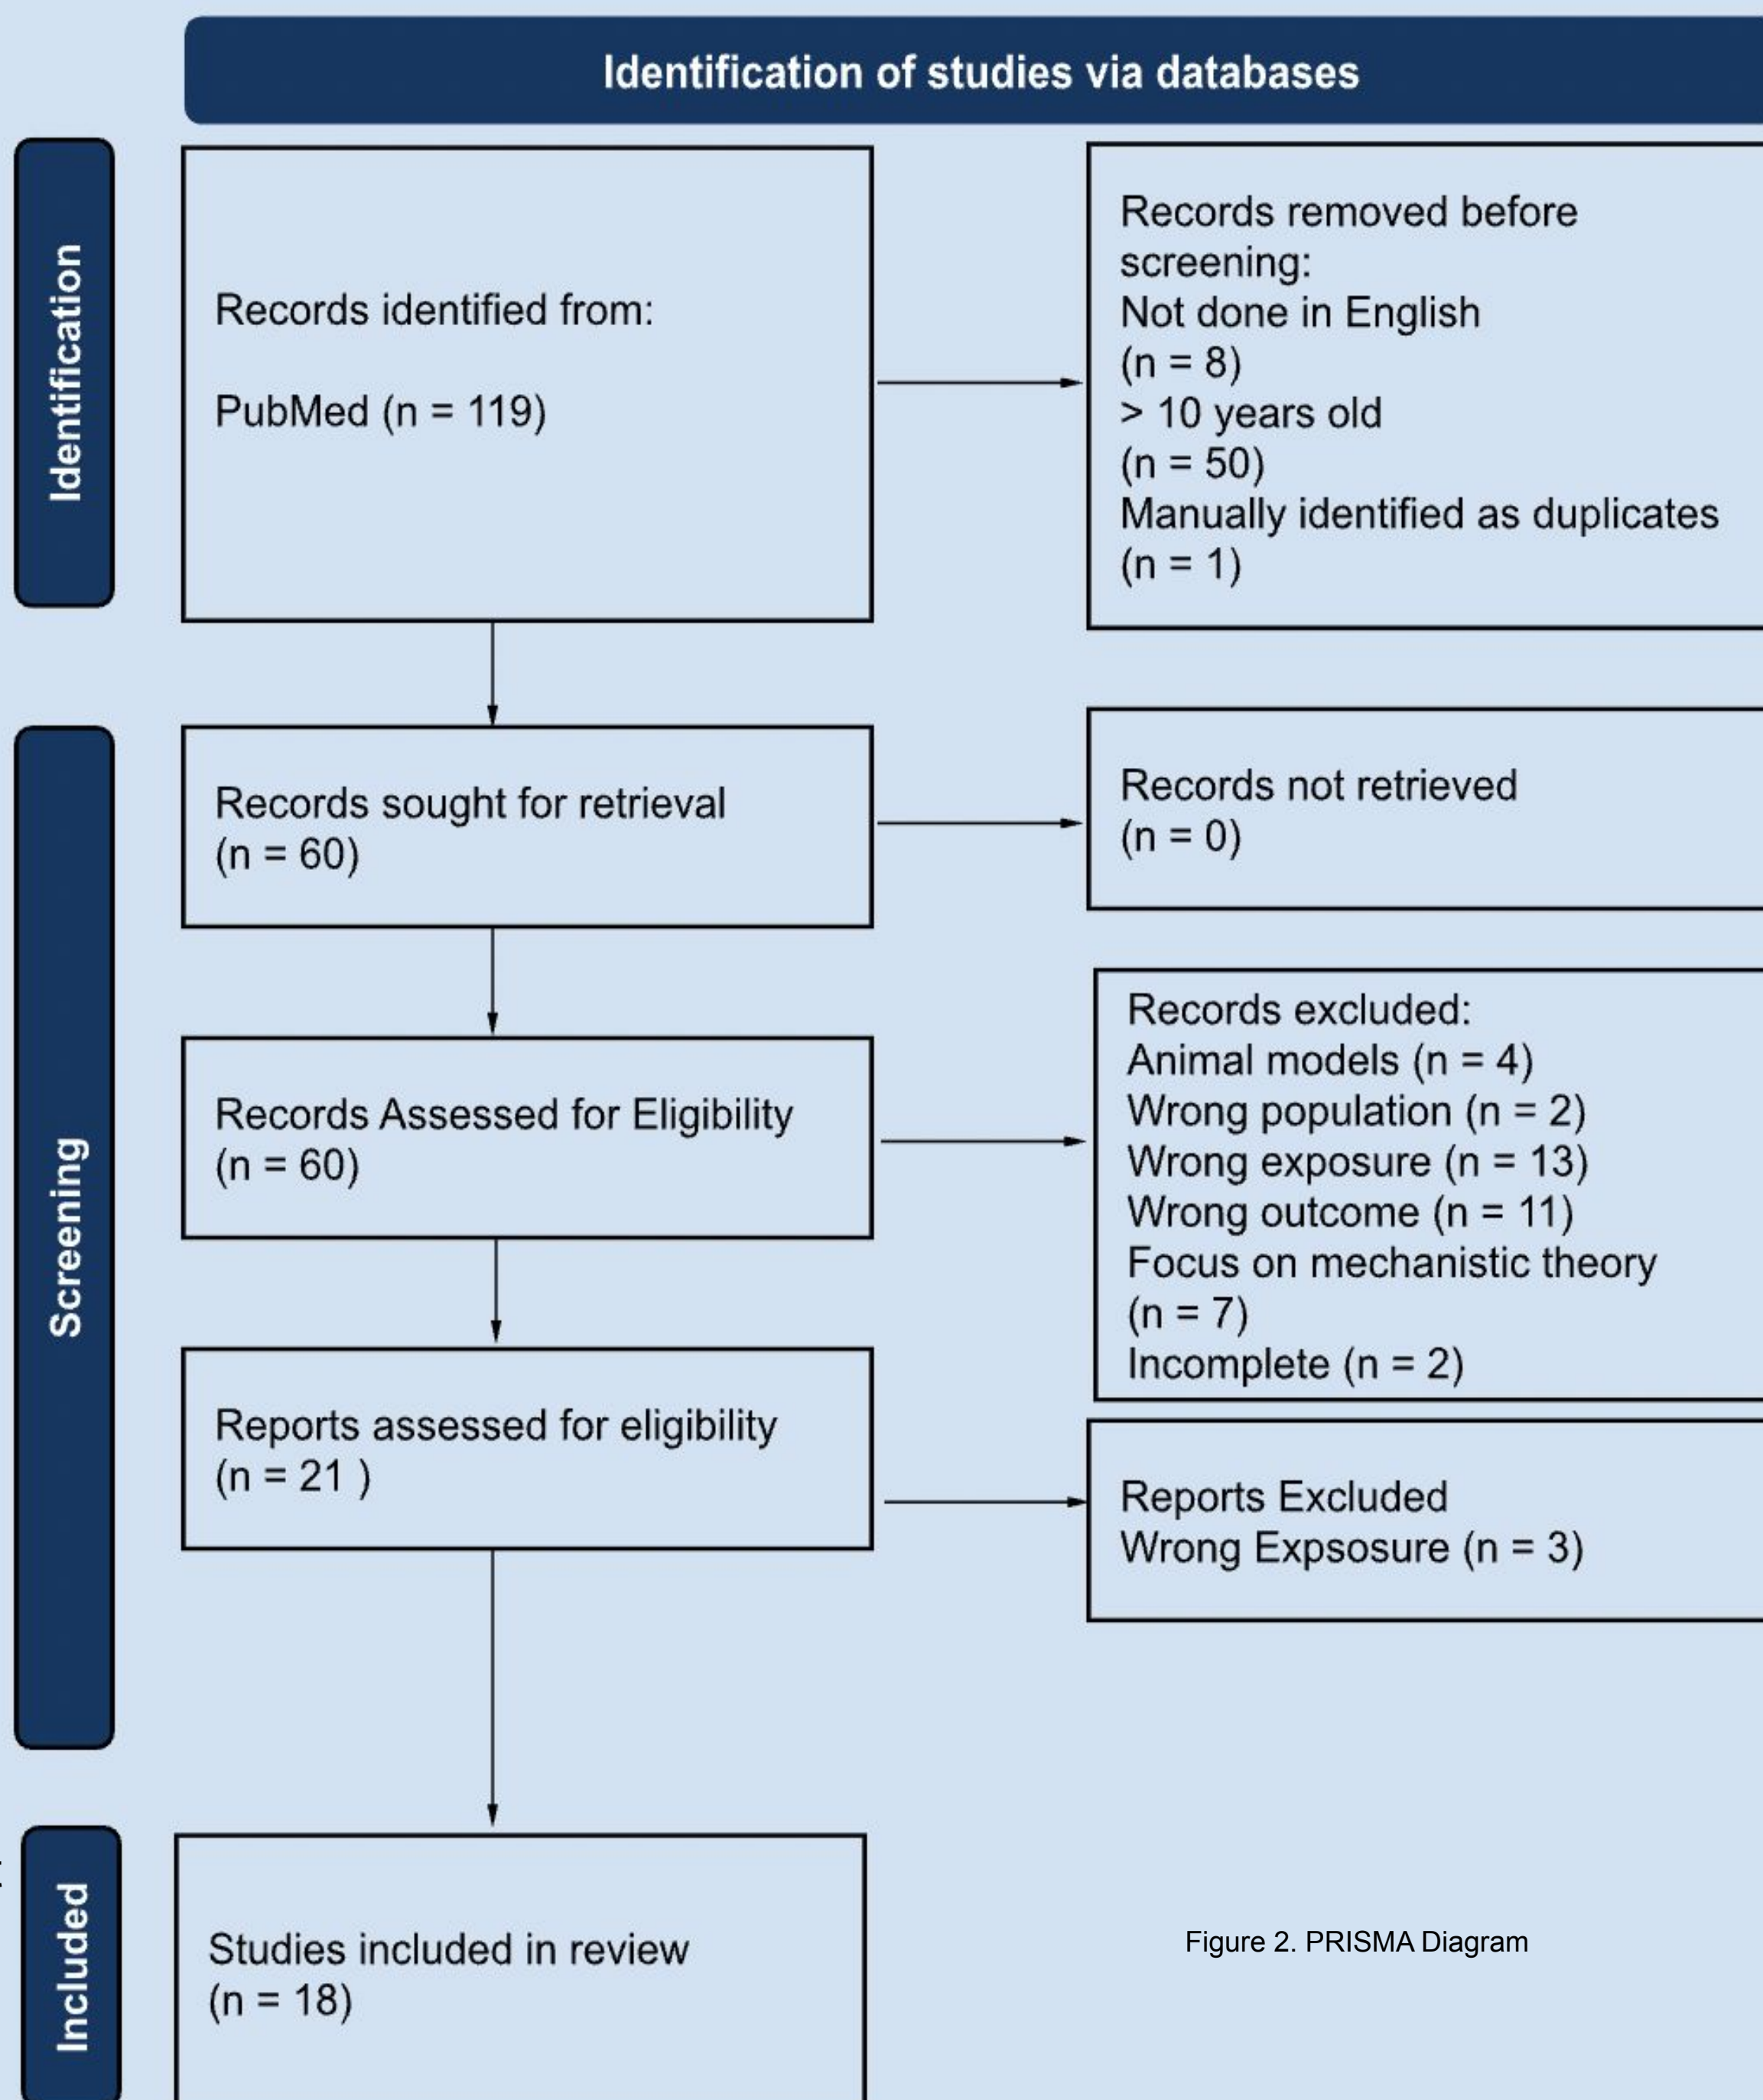 Identification of studies via databases
Identification
Records identified from:
PubMed (n = 119)
Records removed before
screening:
Not done in English
(n = 8)
> 10 years old
(n = 50)
Manually identified as duplicates
(n = 1)
Screening
Records sought for retrieval
(n = 60)
Records not retrieved
(n = 0)
Records Assessed for Eligibility
(n = 60)
Records excluded:
Animal models (n = 4)
Wrong population (n = 2)
Wrong exposure (n = 13)
Wrong outcome (n = 11)
Focus on mechanistic theory
(n = 7)
Incomplete (n = 2)
Reports assessed for eligibility
(n = 21 )
Reports Excluded
Wrong Expsosure (n = 3)
Included
Studies included in review
(n = 18)
Figure 2. PRISMA Diagram